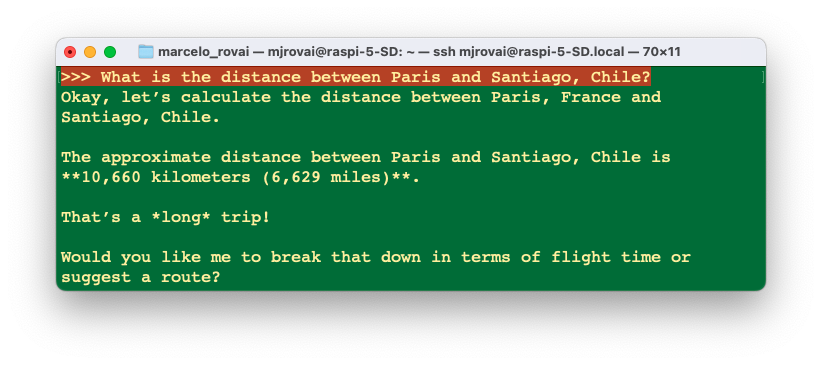 marcelo_rovai — mjrovai@raspi-5-SD: ~ — ssh mjrovai@raspi-5-SD.local — 70×11
>>> What is the distance between Paris and Santiago, Chile?
Okay, let’s calculate the distance between Paris, France and
Santiago, Chile.
The approximate distance between Paris and Santiago, Chile is
**10,660 kilometers (6,629 miles)**.
That’s a *long* trip!
Would you like me to break that down in terms of flight time or
suggest a route?